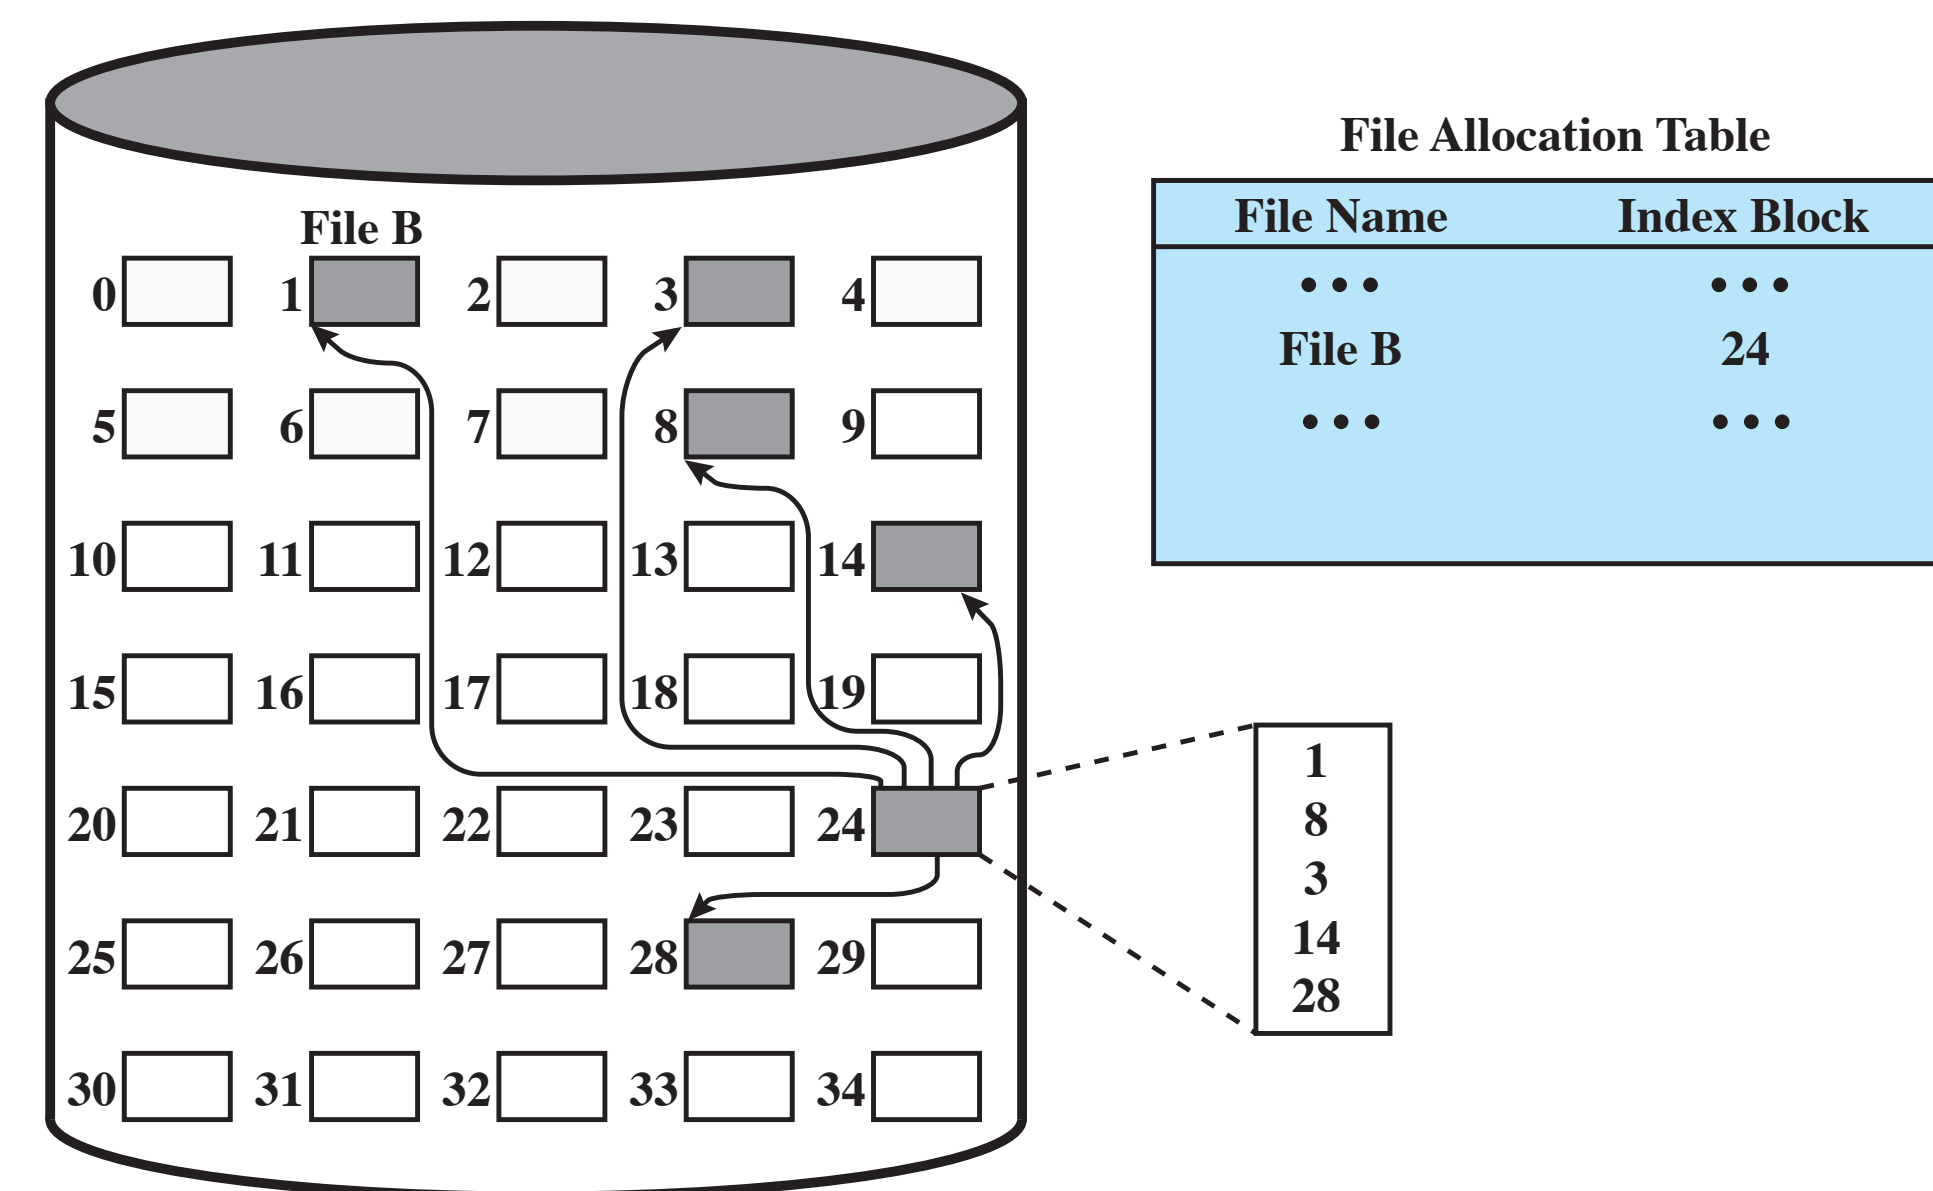 File Allocation Table
File Name Index Block
••• •••
File B 24
••• •••
File B
0 1 2 3 4
5 6 7 8 9
10 11 12 13 14
15 16 17 18 19
20 21 22 23 24
25 26 27 28 29
30 31 32 33 34
1
8
3
14
28